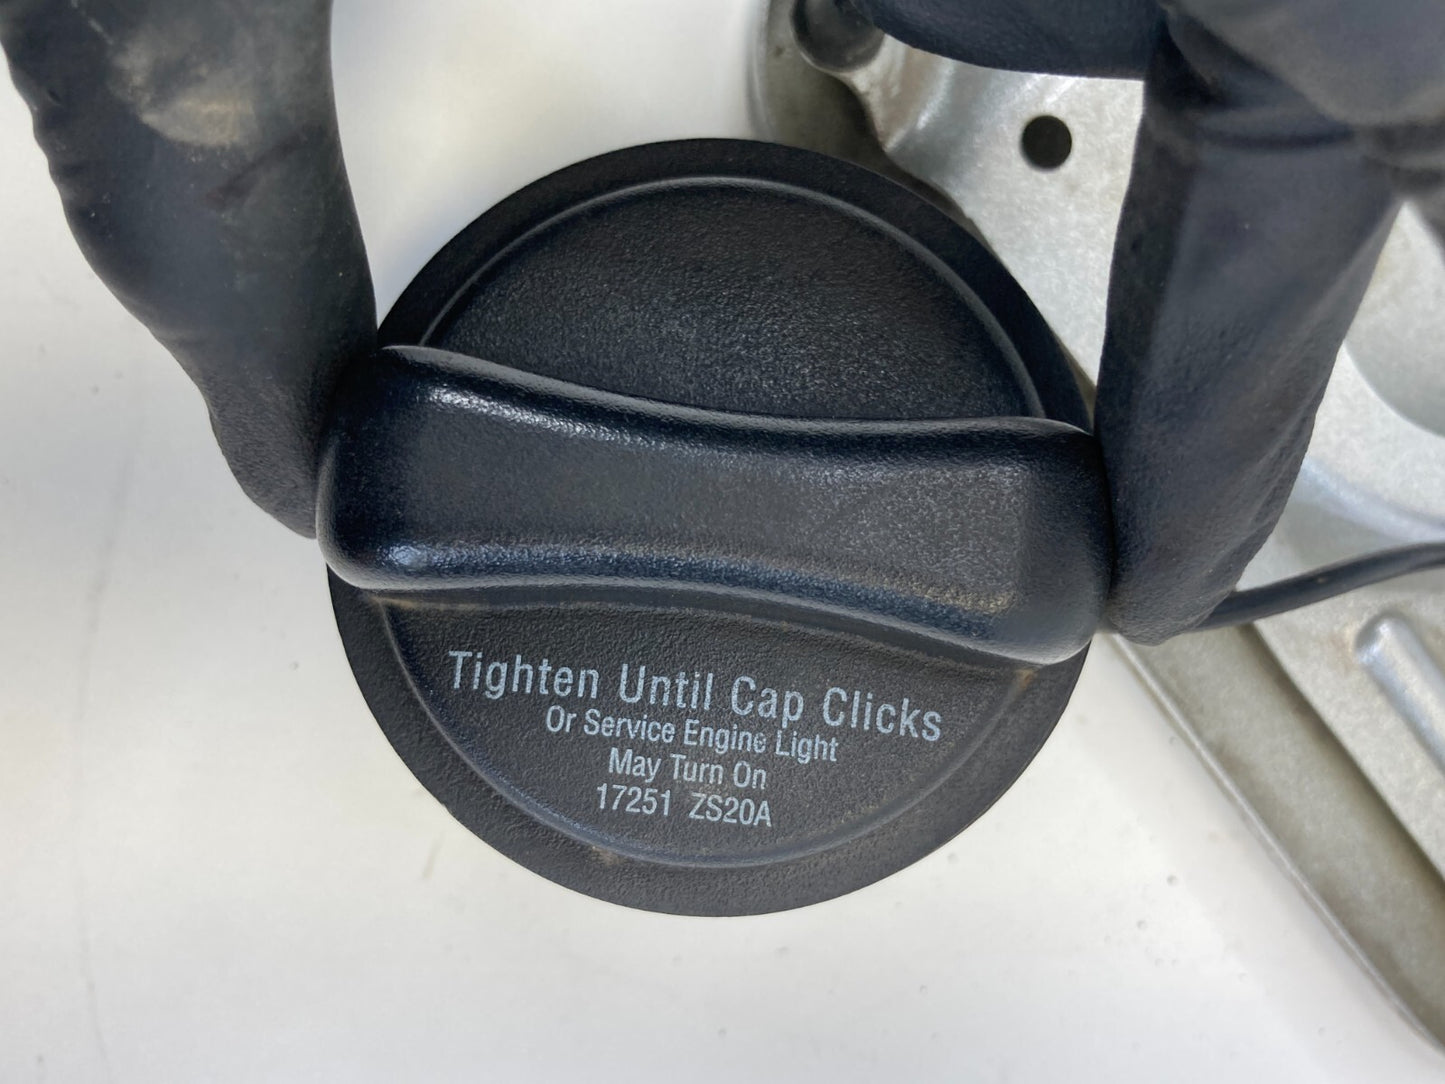 Tighten Until Cap Clicks
Or Service Engine Light
May Turn On
17251 ZS20A